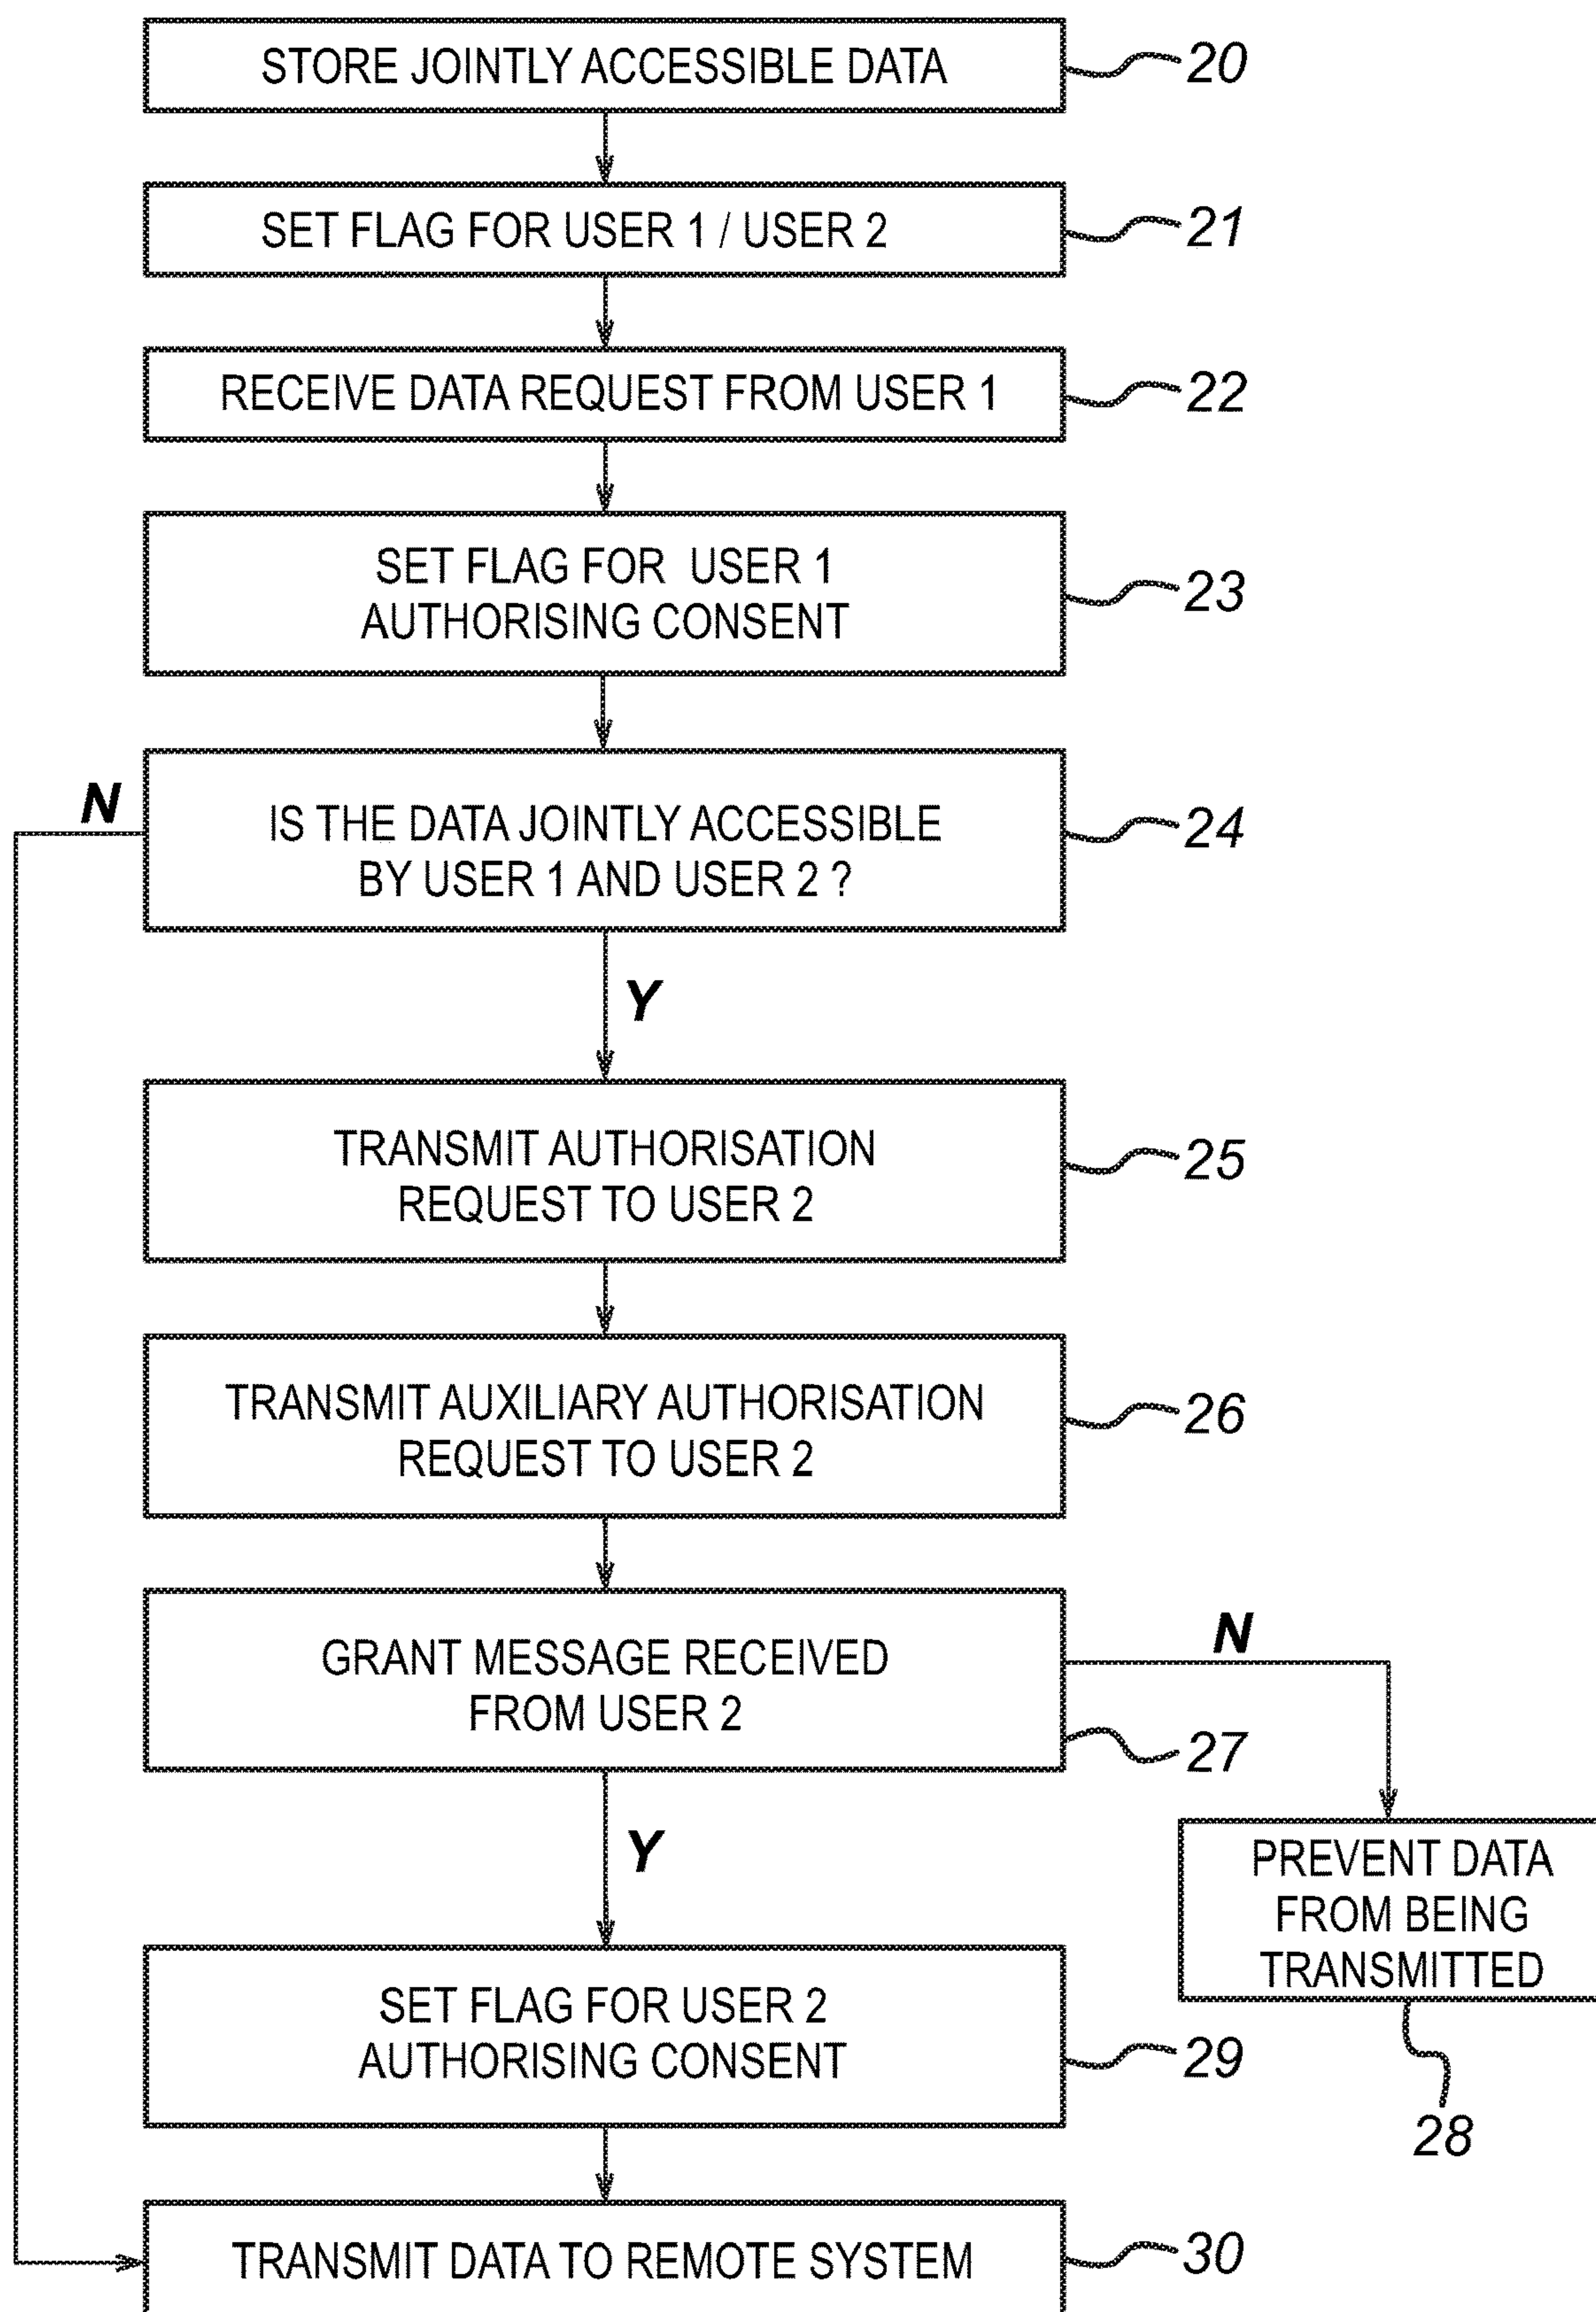 STORE JOINTLY ACCESSIBLE DATA
20
SET FLAG FOR USER 1 / USER 2
21
RECEIVE DATA REQUEST FROM USER 1
22
SET FLAG FOR USER 1
AUTHORISING CONSENT
23
N
IS THE DATA JOINTLY ACCESSIBLE
BY USER 1 AND USER 2 ?
24
Y
TRANSMIT AUTHORISATION
REQUEST TO USER 2
25
TRANSMIT AUXILIARY AUTHORISATION
REQUEST TO USER 2
26
GRANT MESSAGE RECEIVED
FROM USER 2
N
27
Y
PREVENT DATA
FROM BEING
TRANSMITTED
28
SET FLAG FOR USER 2
AUTHORISING CONSENT
29
TRANSMIT DATA TO REMOTE SYSTEM
30